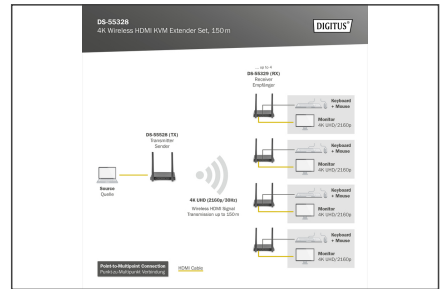 DS-55328
4K Wireless HDMI KVM Extender Set, 150 m
DIGITUS®
... up to 4
DS-55329 (RX)
Receiver
Empfänger
Keyboard
+ Mouse
Monitor
4K UHD/2160p
DS-55528 (TX)
Transmitter
Sender
Keyboard
+ Mouse
Monitor
4K UHD/2160p
Source
Quelle
4K UHD (2160p/30Hz)
Wireless HDMI Signal
Transmission up to 150 m
Keyboard
+ Mouse
Monitor
4K UHD/2160p
Keyboard
+ Mouse
Monitor
4K UHD/2160p
Point-to-Multipoint Connection
Punkt zu Multipunkt Verbindung
HDMI Cable